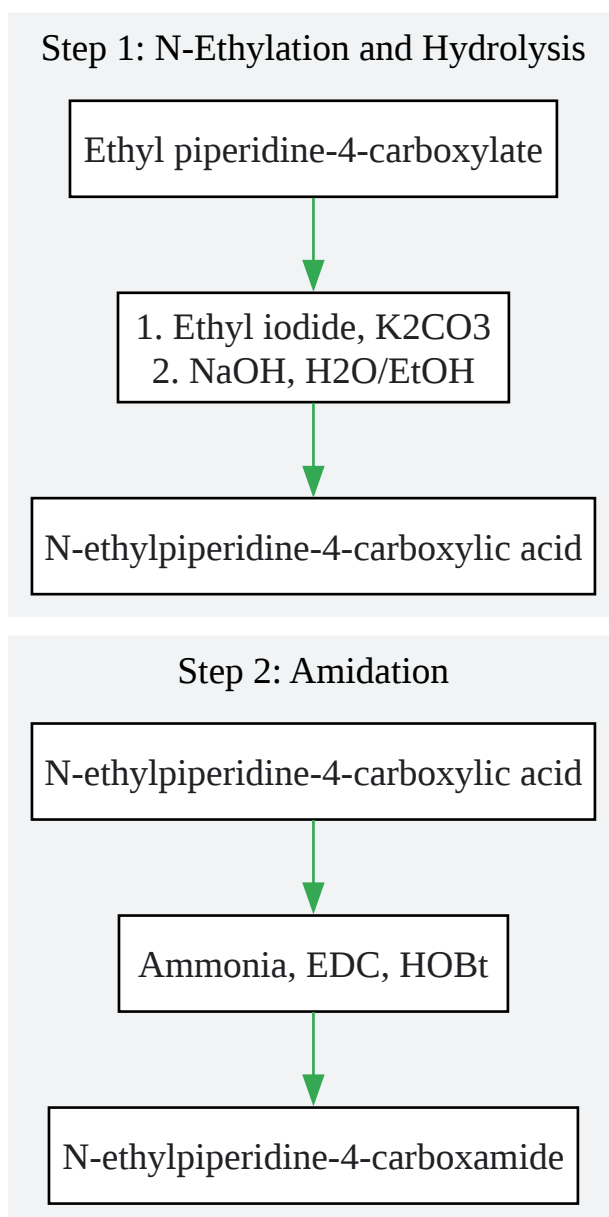 Step 1: N-Ethylation and Hydrolysis
Ethyl piperidine-4-carboxylate
1. Ethyl iodide, K2CO3
2. NaOH, H2O/EtOH
N-ethylpiperidine-4-carboxylic acid
Step 2: Amidation
N-ethylpiperidine-4-carboxylic acid
Ammonia, EDC, HOBt
N-ethylpiperidine-4-carboxamide